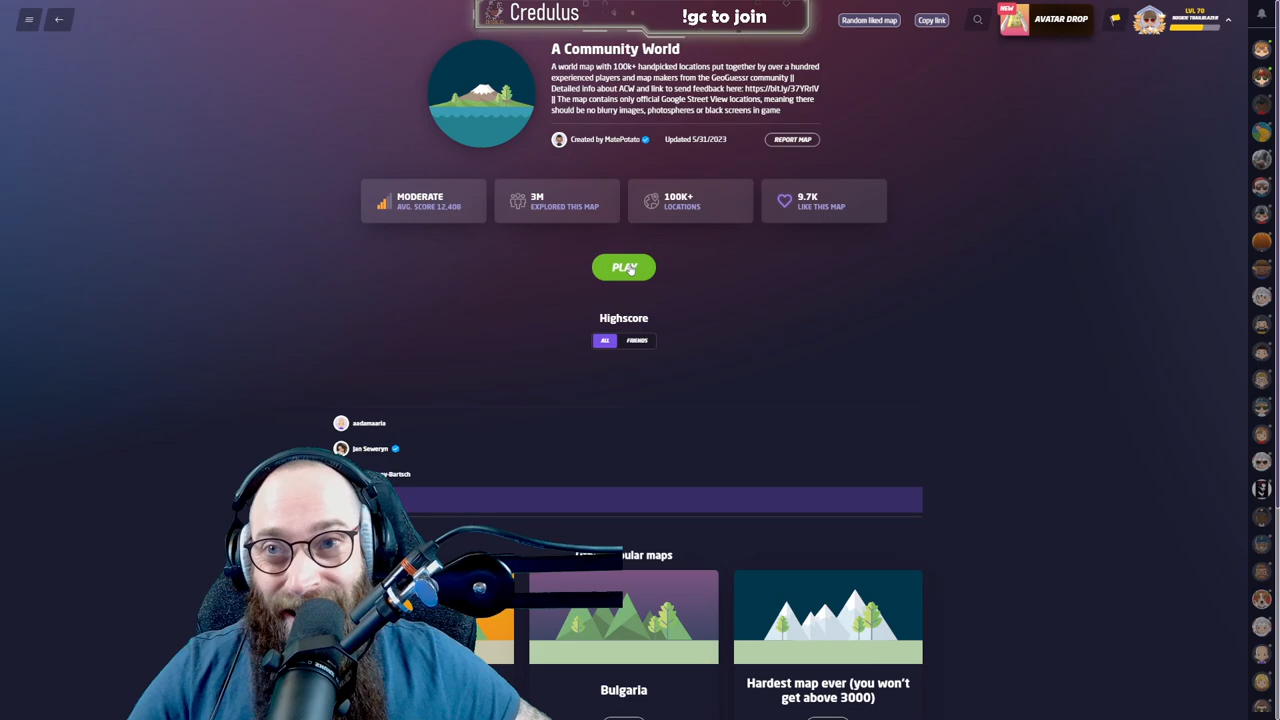 Credulus
!gc to join
Random liked map
Copy link
NEW
AVATAR DROP
LVL 70
ROOKIE TRAILBLAZER
A Community World
A world map with 100k+ handpicked locations put together by over a hundred
experienced players and map makers from the GeoGuessr community ||
Detailed info about ACW and link to send feedback here: https://bit.ly/37YRrIV
|| The map contains only official Google Street View locations, meaning there
should be no blurry images, photospheres or black screens in game
Created by MatePotato
Updated 5/31/2023
REPORT MAP
MODERATE
AVG. SCORE 12,408
3M
EXPLORED THIS MAP
100K+
LOCATIONS
9.7K
LIKE THIS MAP
PLAY
Highscore
ALL
FRIENDS
aadamaaria
Jan Seweryn
-Bartsch
maps
Bulgaria
Hardest map ever (you won't
get above 3000)